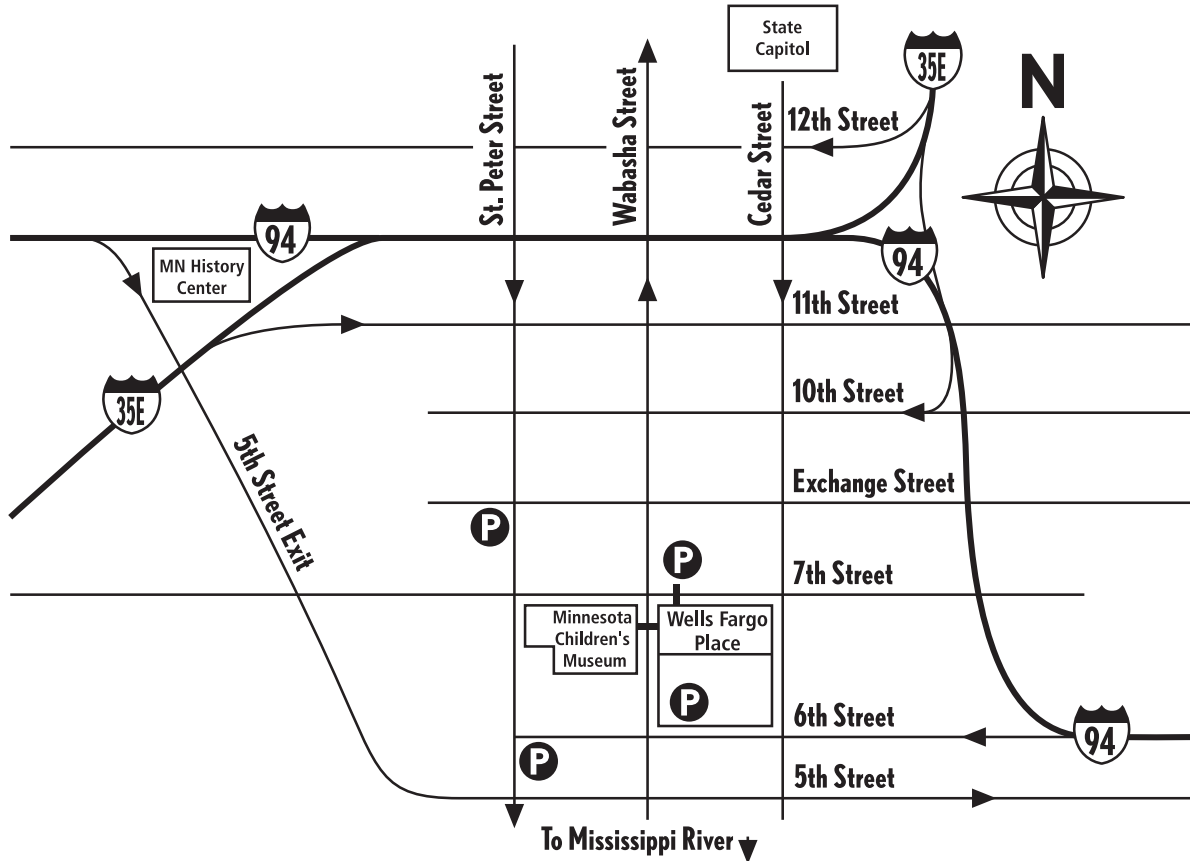 State
Capitol
35E
N
12th Street
St. Peter Street
Wabasha Street
Cedar Street
94
MN History
Center
94
11th Street
35E
10th Street
5th Street Exit
Exchange Street
P
P
7th Street
Minnesota
Children's
Museum
Wells Fargo
Place
P
6th Street
94
P
5th Street
To Mississippi River